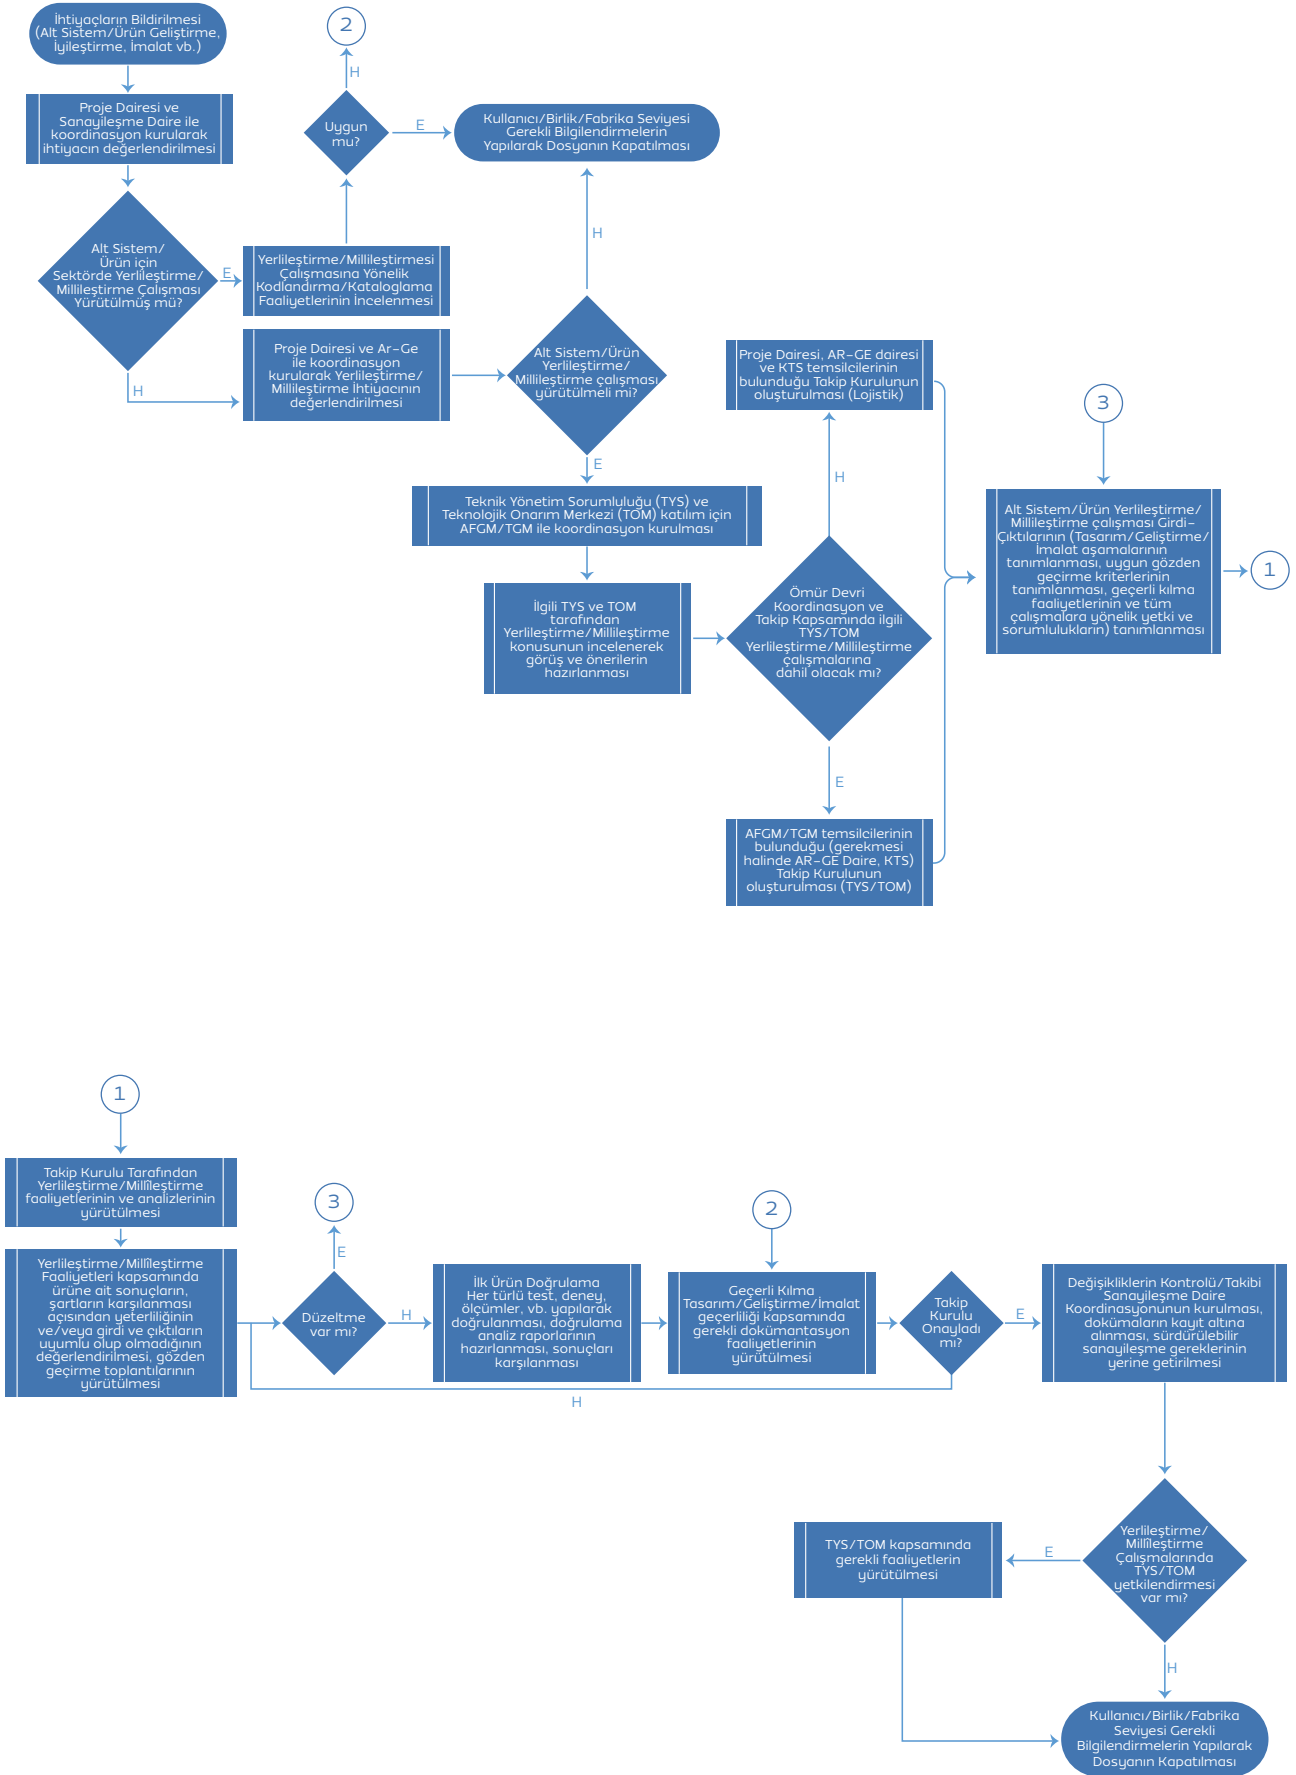 İhtiyaçların Bildirilmesi
(Alt Sistem/Ürün Geliştirme,
İyileştirme, İmalat vb.)
Proje Dairesi ve
Sanayileşme Daire ile
koordinasyon kurularak
ihtiyacın değerlendirilmesi
Alt Sistem/
Ürün için
Sektörde Yerlileştirme/
Millileştirme Çalışması
Yürütülmüş mü?
E
H
Yerlileştirme/Millileştirmesi
Çalışmasına Yönelik
Kodlandırma/Kataloglama
Faaliyetlerinin İncelenmesi
Uygun
mu?
H
2
E
Kullanıcı/Birlik/Fabrika Seviyesi
Gerekli Bilgilendirmelerin
Yapılarak Dosyanın Kapatılması
Proje Dairesi ve Ar-Ge
ile koordinasyon
kurularak Yerlileştirme/
Millileştirme İhtiyacının
değerlendirilmesi
Alt Sistem/Ürün
Yerlileştirme/
Millileştirme çalışması
yürütülmeli mi?
H
E
Teknik Yönetim Sorumluluğu (TYS) ve
Teknolojik Onarım Merkezi (TOM) katılım için
AFGM/TGM ile koordinasyon kurulması
İlgili TYS ve TOM
tarafından
Yerlileştirme/Millileştirme
konusunun incelenerek
görüş ve önerilerin
hazırlanması
Ömür Devri
Koordinasyon ve
Takip Kapsamında ilgili
TYS/TOM
Yerlileştirme/Millileştirme
çalışmalarına
dahil olacak mı?
H
Proje Dairesi, AR-GE dairesi
ve KTS temsilcilerinin
bulunduğu Takip Kurulunun
oluşturulması (Lojistik)
E
AFGM/TGM temsilcilerinin
bulunduğu (gerekmesi
halinde AR-GE Daire, KTS)
Takip Kurulunun
oluşturulması (TYS/TOM)
3
Alt Sistem/Ürün Yerlileştirme/
Millileştirme çalışması Girdi-
Çıktılarının (Tasarım/Geliştirme/
İmalat aşamalarının
tanımlanması, uygun gözden
geçirme kriterlerinin
tanımlanması, geçerli kılma
faaliyetlerinin ve tüm
çalışmalara yönelik yetki ve
sorumlulukların) tanımlanması
1
1
Takip Kurulu Tarafından
Yerlileştirme/Millîleştirme
faaliyetlerinin ve analizlerinin
yürütülmesi
Yerlileştirme/Millîleştirme
Faaliyetleri kapsamında
ürüne ait sonuçların,
şartların karşılanması
açısından yeterliliğinin
ve/veya girdi ve çıktıların
uyumlu olup olmadığının
değerlendirilmesi, gözden
geçirme toplantılarının
yürütülmesi
3
E
Düzeltme
var mı?
H
İlk Ürün Doğrulama
Her türlü test, deney,
ölçümler, vb. yapılarak
doğrulanması, doğrulama
analiz raporlarının
hazırlanması, sonuçları
karşılanması
2
Geçerli Kılma
Tasarım/Geliştirme/İmalat
geçerliliği kapsamında
gerekli dokümantasyon
faaliyetlerinin
yürütülmesi
Takip
Kurulu
Onayladı
mı?
H
E
Değişikliklerin Kontrolü/Takibi
Sanayileşme Daire
Koordinasyonunun kurulması,
dokümaların kayıt altına
alınması, sürdürülebilir
sanayileşme gereklerinin
yerine getirilmesi
Yerlileştirme/
Millîleştirme
Çalışmalarında
TYS/TOM
yetkilendirmesi
var mı?
E
TYS/TOM kapsamında
gerekli faaliyetlerin
yürütülmesi
H
Kullanıcı/Birlik/Fabrika
Seviyesi Gerekli
Bilgilendirmelerin Yapılarak
Dosyanın Kapatılması